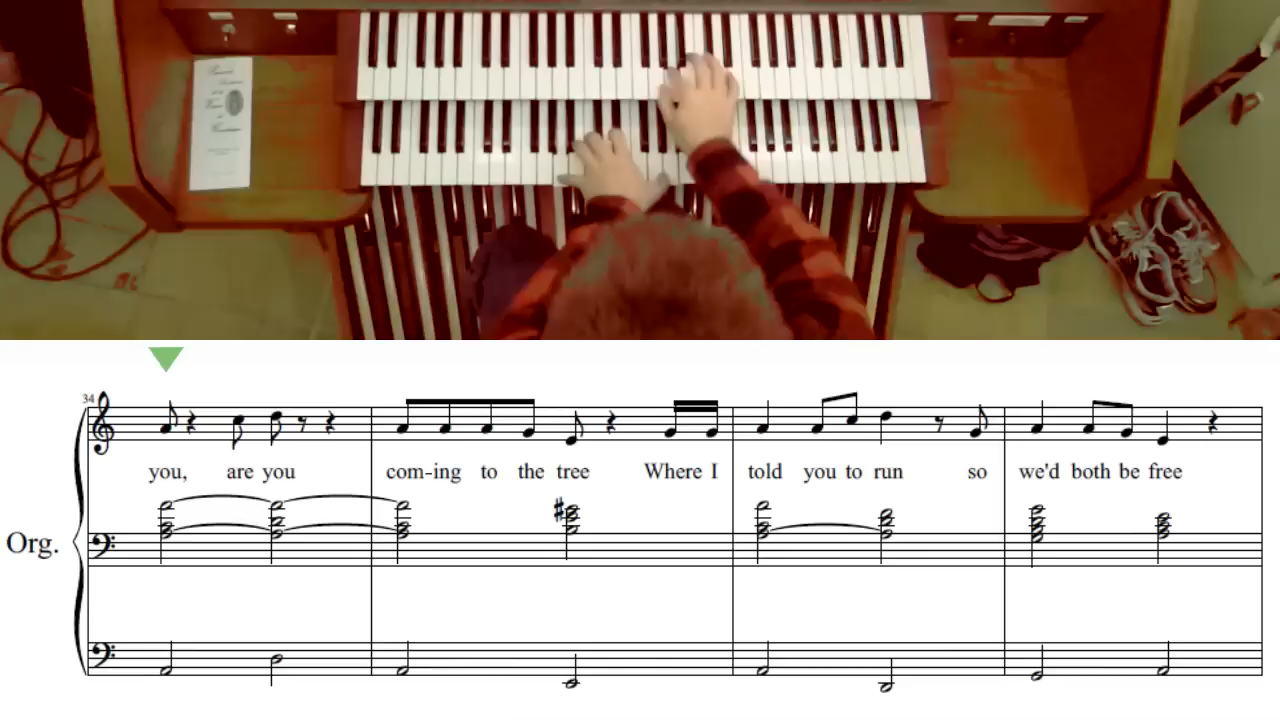 34
you, are you com-ing to the tree Where I told you to run so we'd both be free
Org.